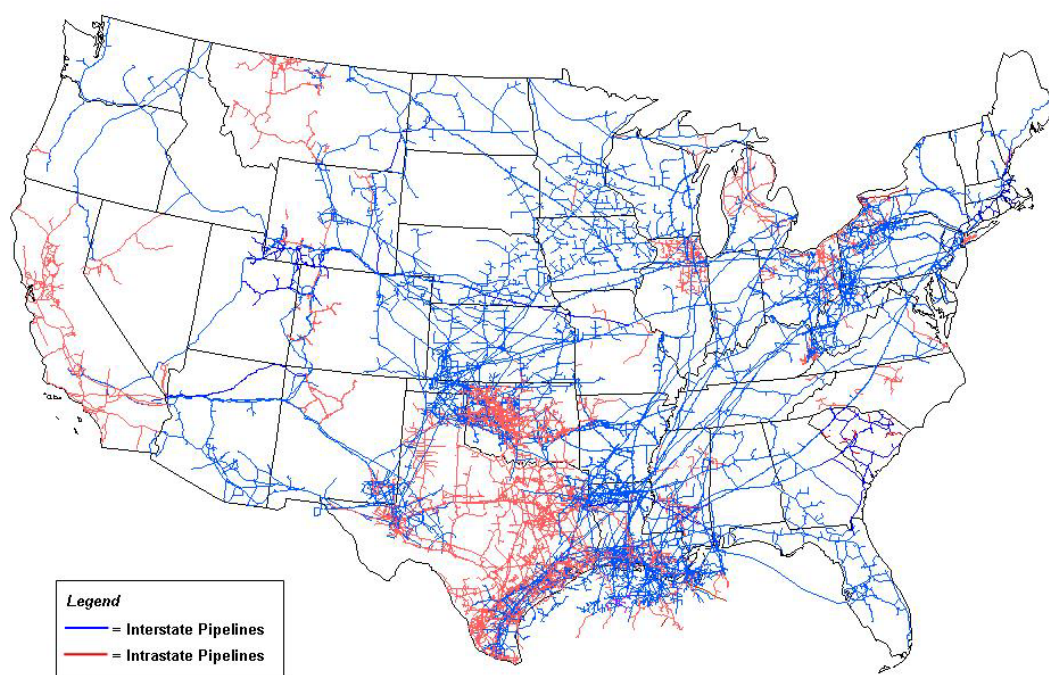 Legend
= Interstate Pipelines
= Intrastate Pipelines